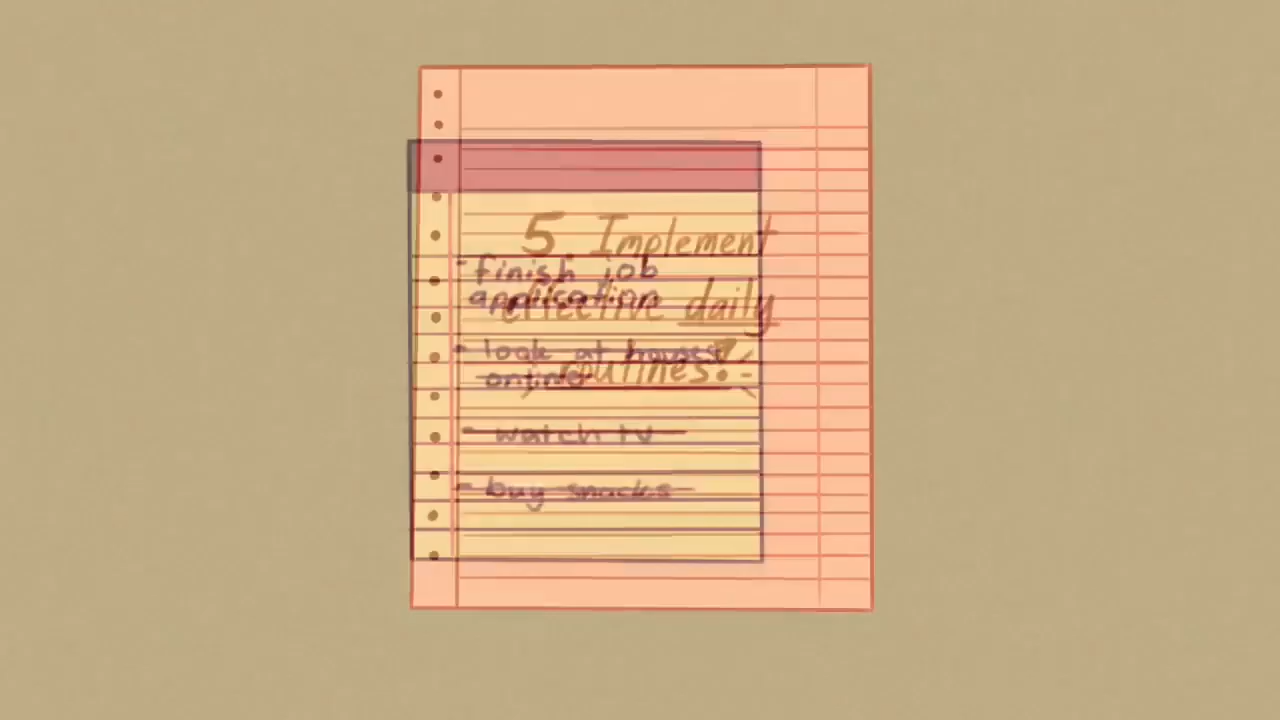 5. Implement
effective daily
routines!
- finish job
application
- look at houses
online
- watch tv
- buy snacks